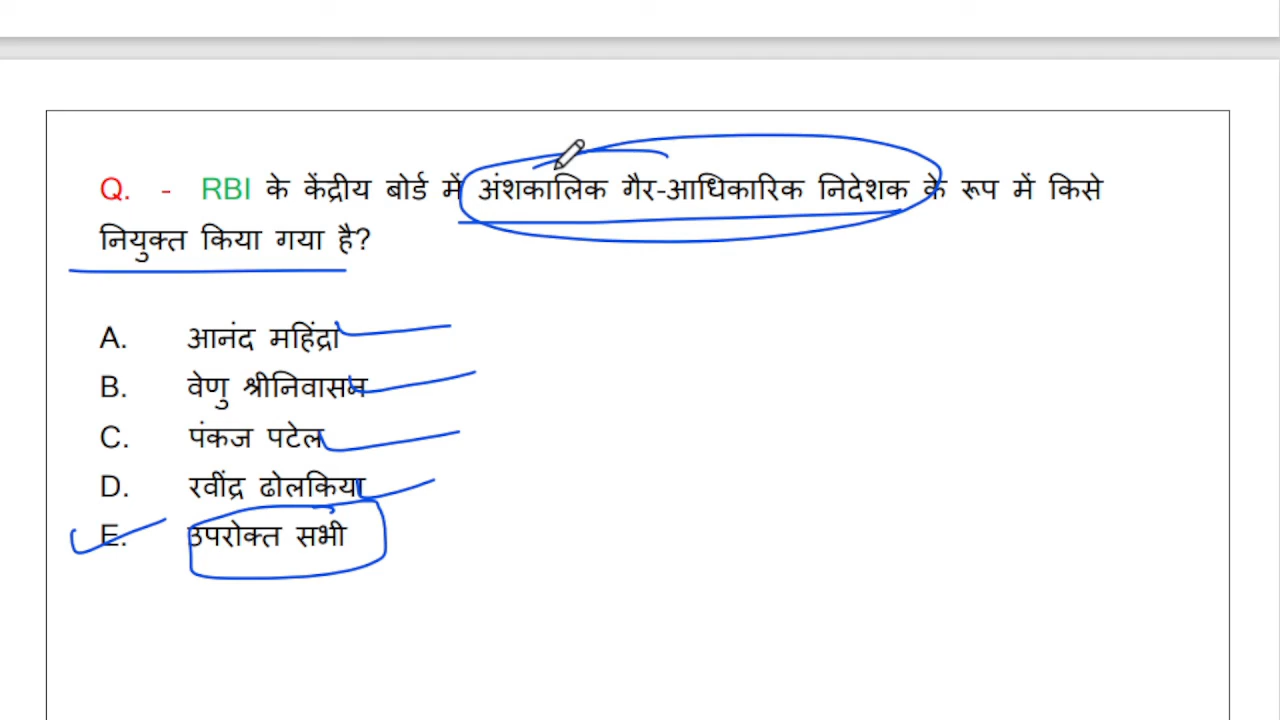 Q. - RBI के केंद्रीय बोर्ड में अंशकालिक गैर-आधिकारिक निदेशक के रूप में किसे
नियुक्त किया गया है?
A. आनंद महिंद्रा
B. वेणु श्रीनिवासन
C. पंकज पटेल
D. रवींद्र ढोलकिया
E. उपरोक्त सभी